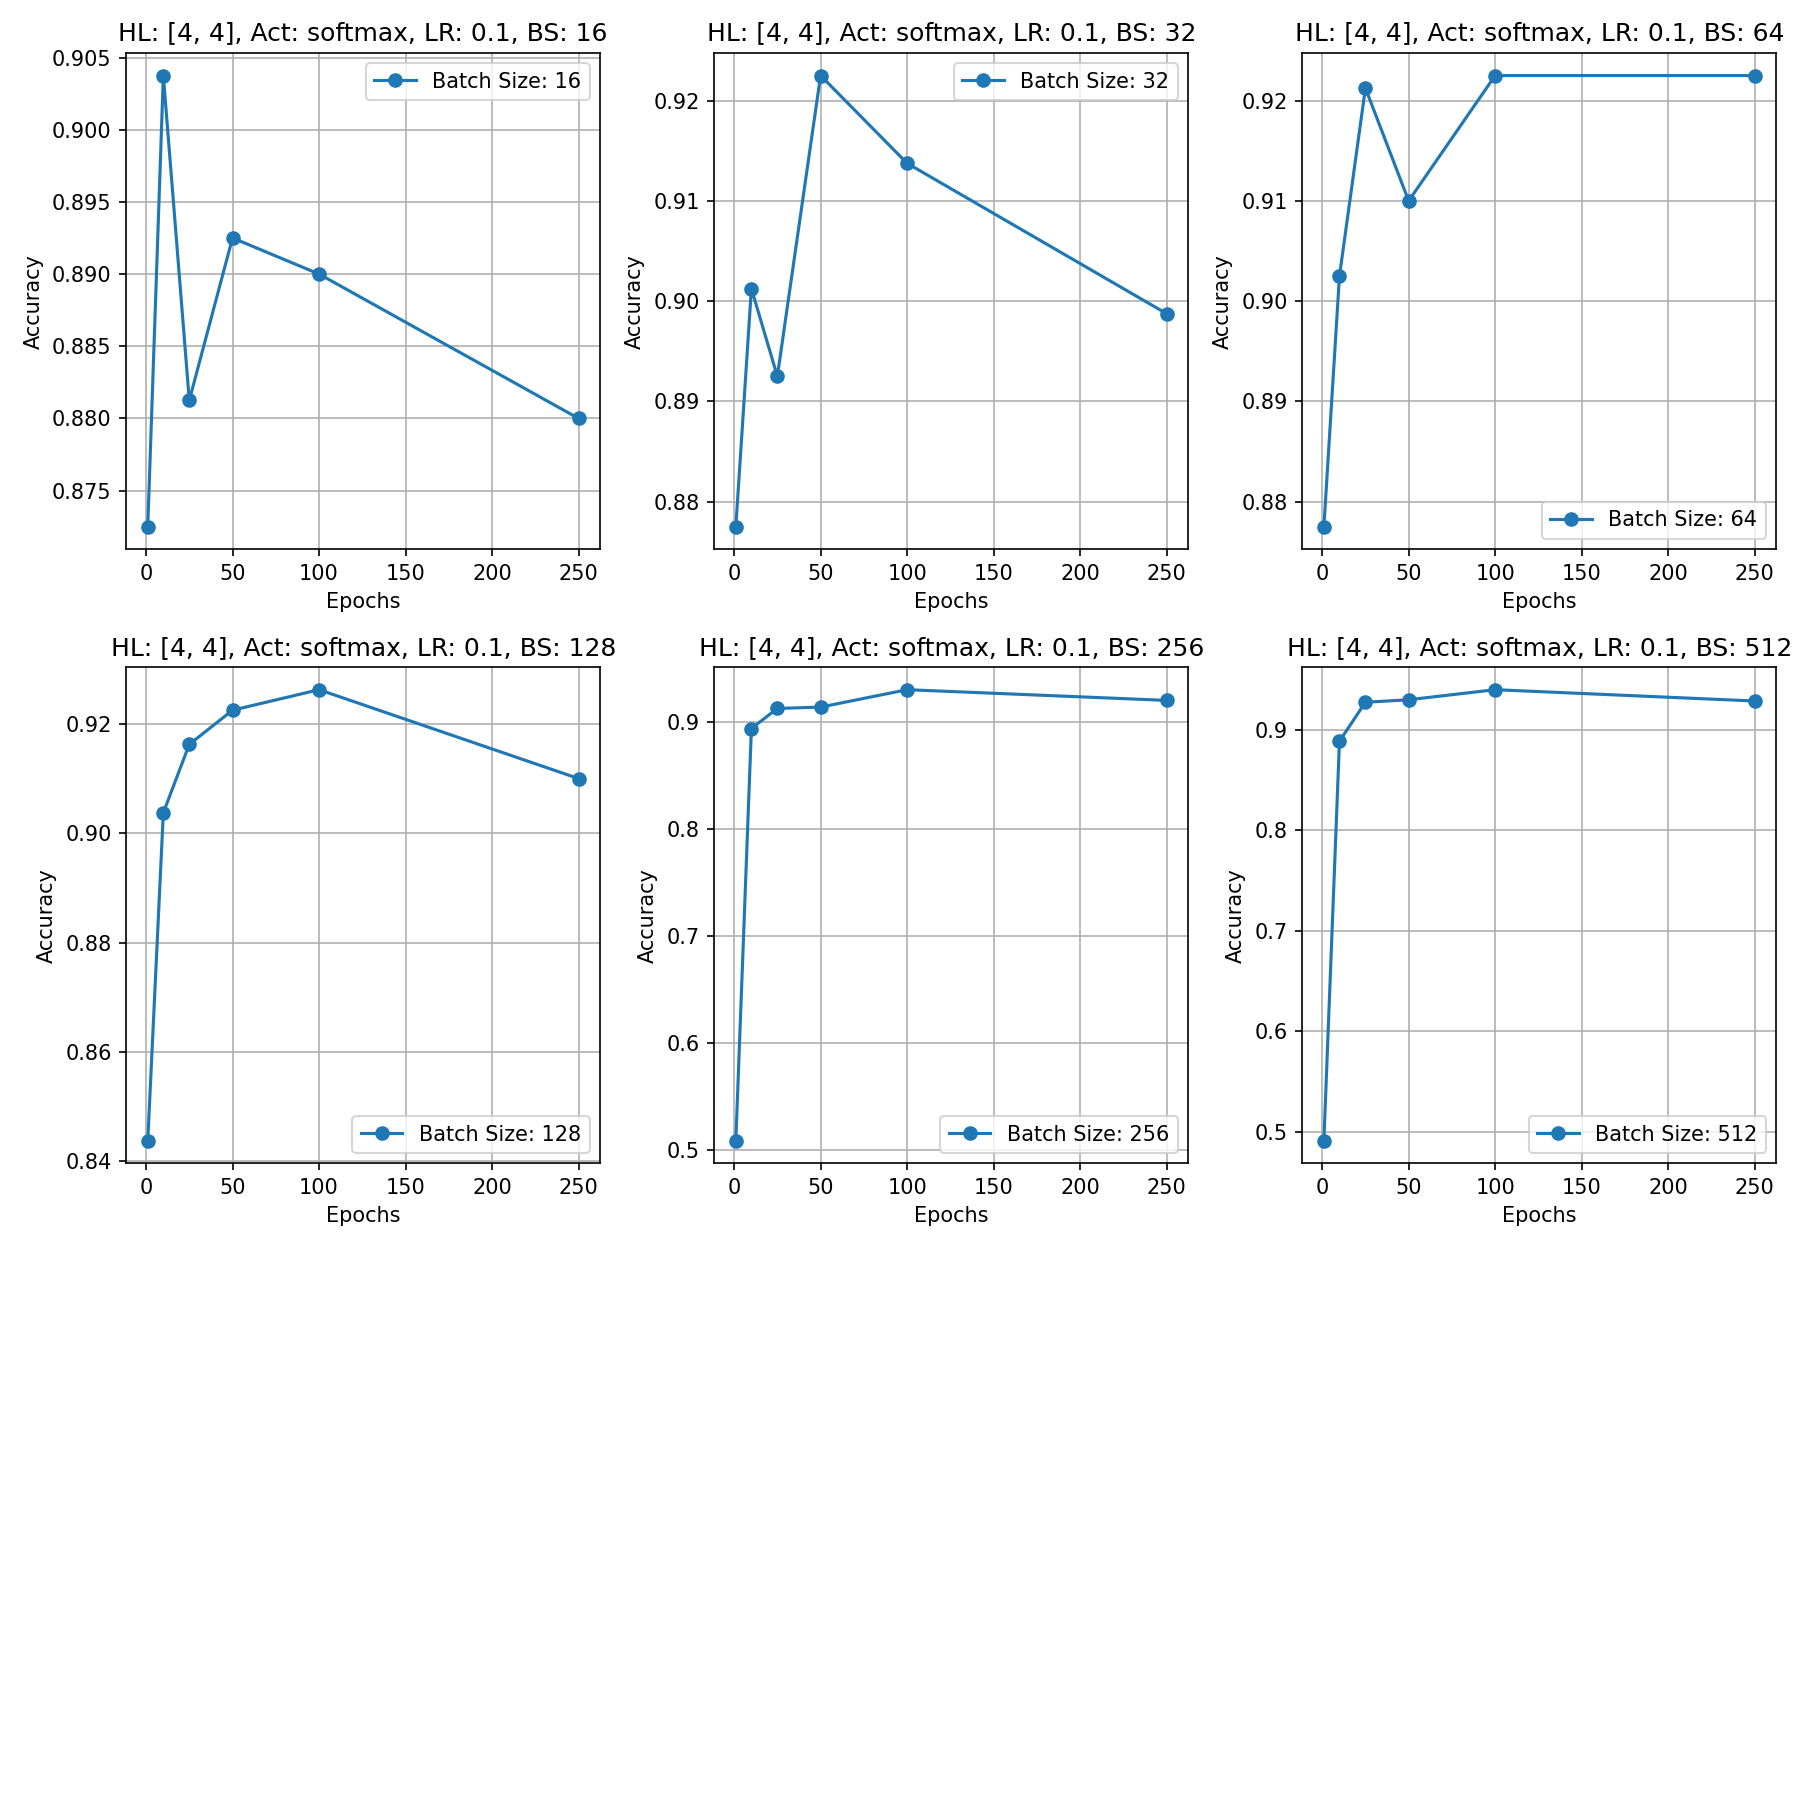 HL: [4, 4], Act: softmax, LR: 0.1, BS: 16
Batch Size: 16
Accuracy
0.905
0.900
0.895
0.890
0.885
0.880
0.875
0 50 100 150 200 250
Epochs
HL: [4, 4], Act: softmax, LR: 0.1, BS: 32
Batch Size: 32
Accuracy
0.92
0.91
0.90
0.89
0.88
0 50 100 150 200 250
Epochs
HL: [4, 4], Act: softmax, LR: 0.1, BS: 64
Accuracy
0.92
0.91
0.90
0.89
0.88
Batch Size: 64
0 50 100 150 200 250
Epochs
HL: [4, 4], Act: softmax, LR: 0.1, BS: 128
Accuracy
0.92
0.90
0.88
0.86
0.84
Batch Size: 128
0 50 100 150 200 250
Epochs
HL: [4, 4], Act: softmax, LR: 0.1, BS: 256
Accuracy
0.9
0.8
0.7
0.6
0.5
Batch Size: 256
0 50 100 150 200 250
Epochs
HL: [4, 4], Act: softmax, LR: 0.1, BS: 512
Accuracy
0.9
0.8
0.7
0.6
0.5
Batch Size: 512
0 50 100 150 200 250
Epochs